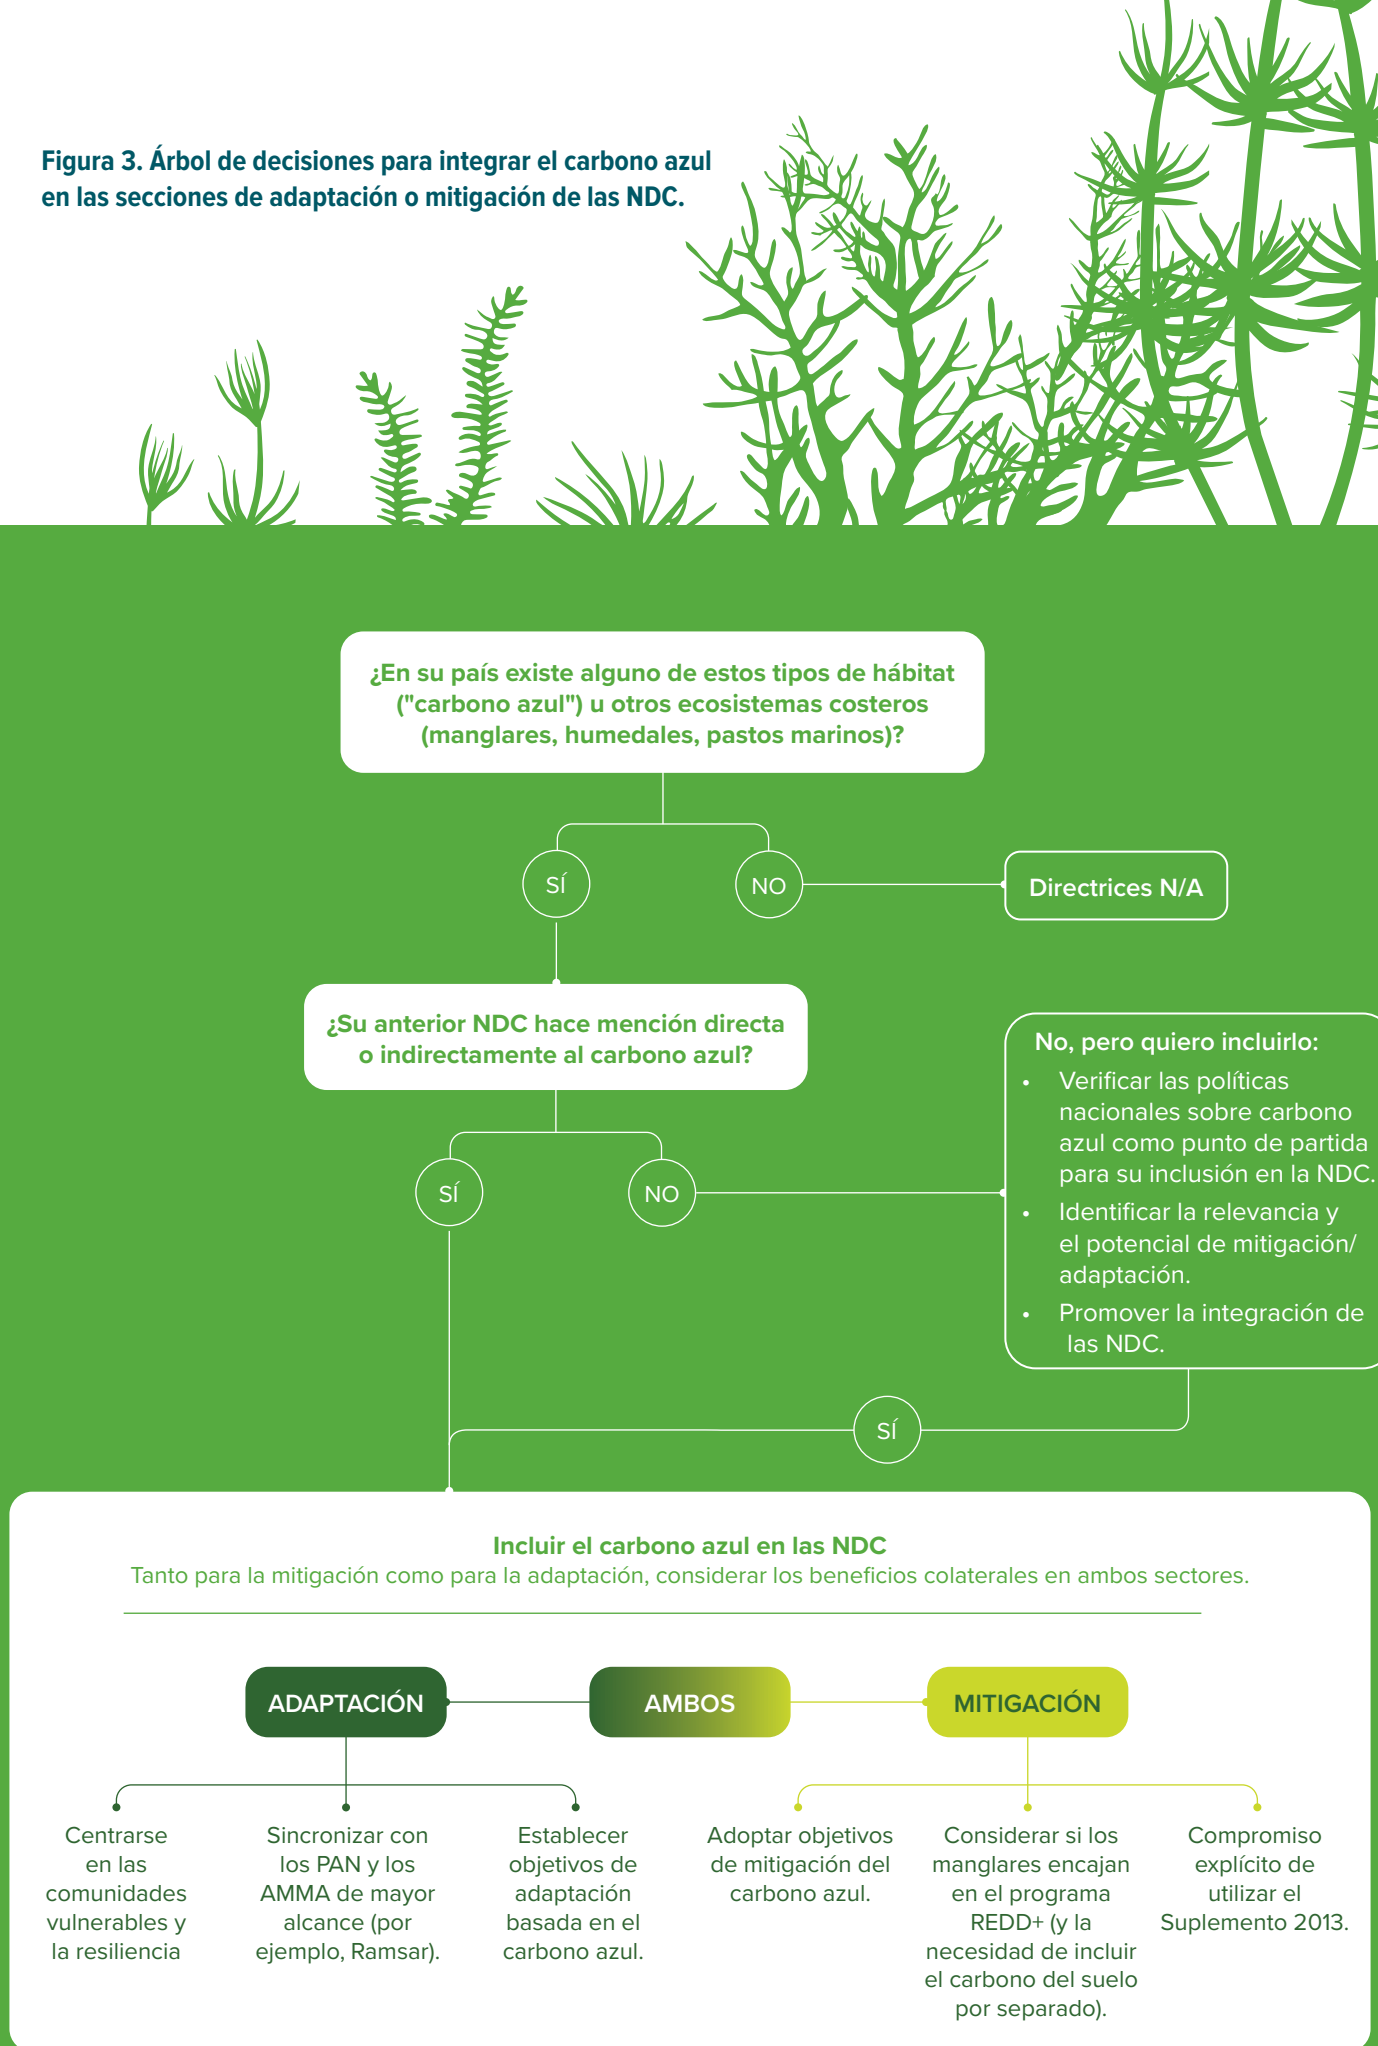 Figura 3. Árbol de decisiones para integrar el carbono azul
en las secciones de adaptación o mitigación de las NDC.
¿En su país existe alguno de estos tipos de hábitat
("carbono azul") u otros ecosistemas costeros
(manglares, humedales, pastos marinos)?
SÍ
NO
Directrices N/A
¿Su anterior NDC hace mención directa
o indirectamente al carbono azul?
SÍ
NO
No, pero quiero incluirlo:
• Verificar las políticas
nacionales sobre carbono
azul como punto de partida
para su inclusión en la NDC.
• Identificar la relevancia y
el potencial de mitigación/
adaptación.
• Promover la integración de
las NDC.
SÍ
Incluir el carbono azul en las NDC
Tanto para la mitigación como para la adaptación, considerar los beneficios colaterales en ambos sectores.
ADAPTACIÓN
AMBOS
MITIGACIÓN
Centrarse
en las
comunidades
vulnerables y
la resiliencia
Sincronizar con
los PAN y los
AMMA de mayor
alcance (por
ejemplo, Ramsar).
Establecer
objetivos de
adaptación
basada en el
carbono azul.
Adoptar objetivos
de mitigación del
carbono azul.
Considerar si los
manglares encajan
en el programa
REDD+ (y la
necesidad de incluir
el carbono del suelo
por separado).
Compromiso
explícito de
utilizar el
Suplemento 2013.